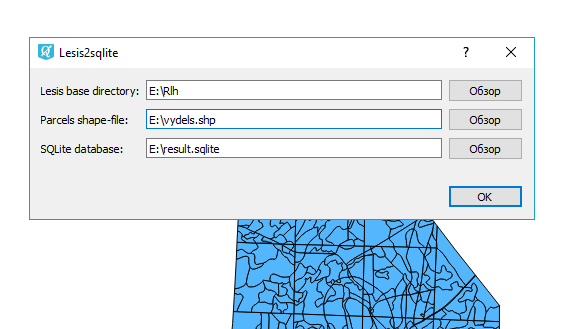 Lesis2sqlite
Lesis base directory: E:\Rlh Обзор
Parcels shape-file: E:\vydels.shp Обзор
SQLite database: E:\result.sqlite Обзор
OK